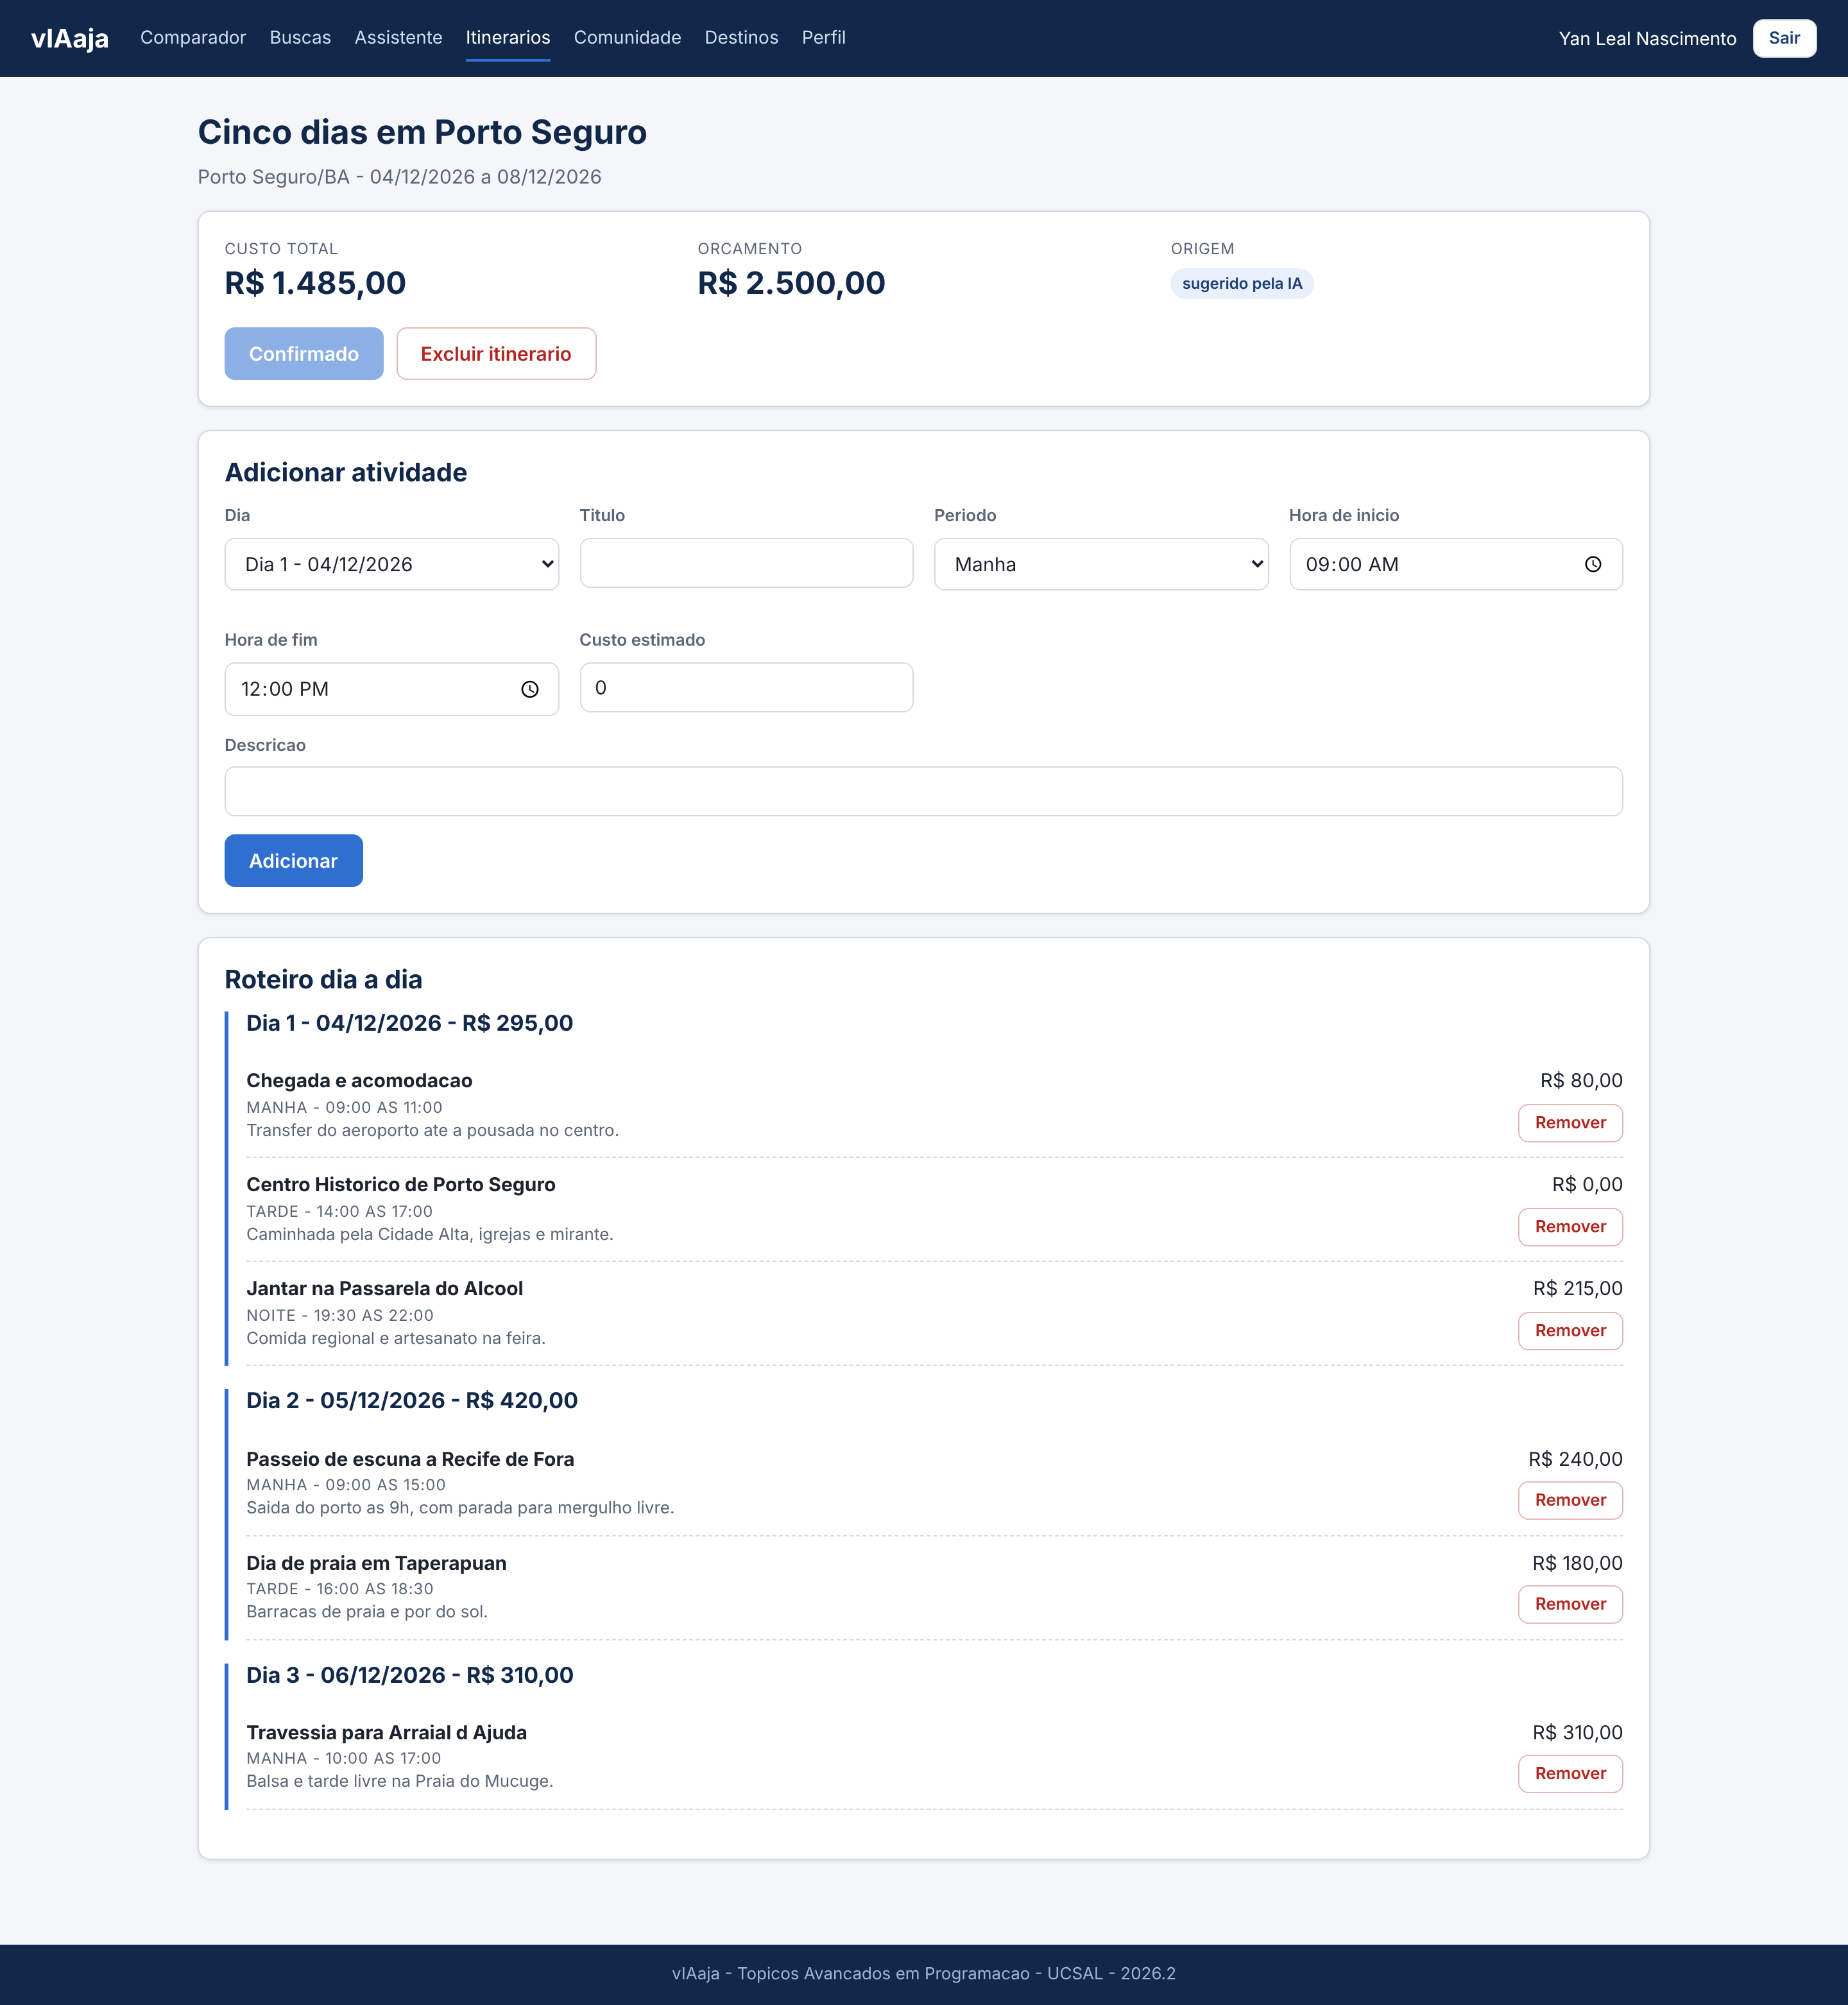 vIAaja Comparador Buscas Assistente Itinerarios Comunidade Destinos Perfil Yan Leal Nascimento Sair
Cinco dias em Porto Seguro
Porto Seguro/BA - 04/12/2026 a 08/12/2026
CUSTO TOTAL ORCAMENTO ORIGEM
R$ 1.485,00 R$ 2.500,00 sugerido pela IA
Confirmado Excluir itinerario
Adicionar atividade
Dia Titulo Periodo Hora de inicio
Dia 1 - 04/12/2026 Manha 09:00 AM
Hora de fim Custo estimado
12:00 PM 0
Descricao
Adicionar
Roteiro dia a dia
Dia 1 - 04/12/2026 - R$ 295,00
Chegada e acomodacao R$ 80,00
MANHA - 09:00 AS 11:00
Transfer do aeroporto ate a pousada no centro. Remover
Centro Historico de Porto Seguro R$ 0,00
TARDE - 14:00 AS 17:00
Caminhada pela Cidade Alta, igrejas e mirante. Remover
Jantar na Passarela do Alcool R$ 215,00
NOITE - 19:30 AS 22:00
Comida regional e artesanato na feira. Remover
Dia 2 - 05/12/2026 - R$ 420,00
Passeio de escuna a Recife de Fora R$ 240,00
MANHA - 09:00 AS 15:00
Saida do porto as 9h, com parada para mergulho livre. Remover
Dia de praia em Taperapuan R$ 180,00
TARDE - 16:00 AS 18:30
Barracas de praia e por do sol. Remover
Dia 3 - 06/12/2026 - R$ 310,00
Travessia para Arraial d Ajuda R$ 310,00
MANHA - 10:00 AS 17:00
Balsa e tarde livre na Praia do Mucuge. Remover
vIAaja - Topicos Avancados em Programacao - UCSAL - 2026.2